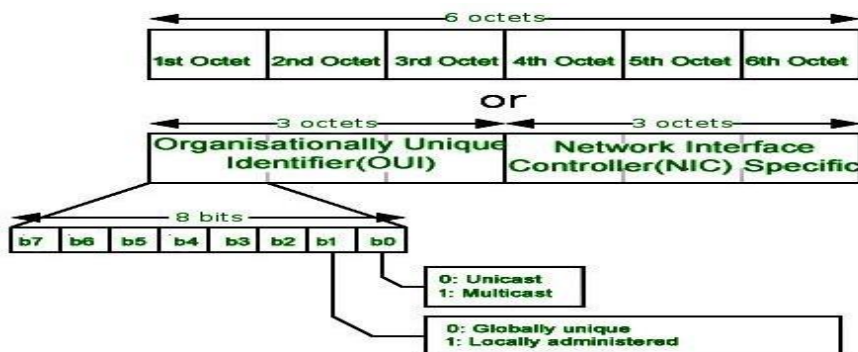 6 octets
1st Octet 2nd Octet 3rd Octet 4th Octet 5th Octet 6th Octet
or
3 octets 3 octets
Organisationally Unique Identifier(OUI)
Network Interface Controller(NIC) Specific
8 bits
b7 b6 b5 b4 b3 b2 b1 b0
0: Unicast
1: Multicast
0: Globally unique
1: Locally administered